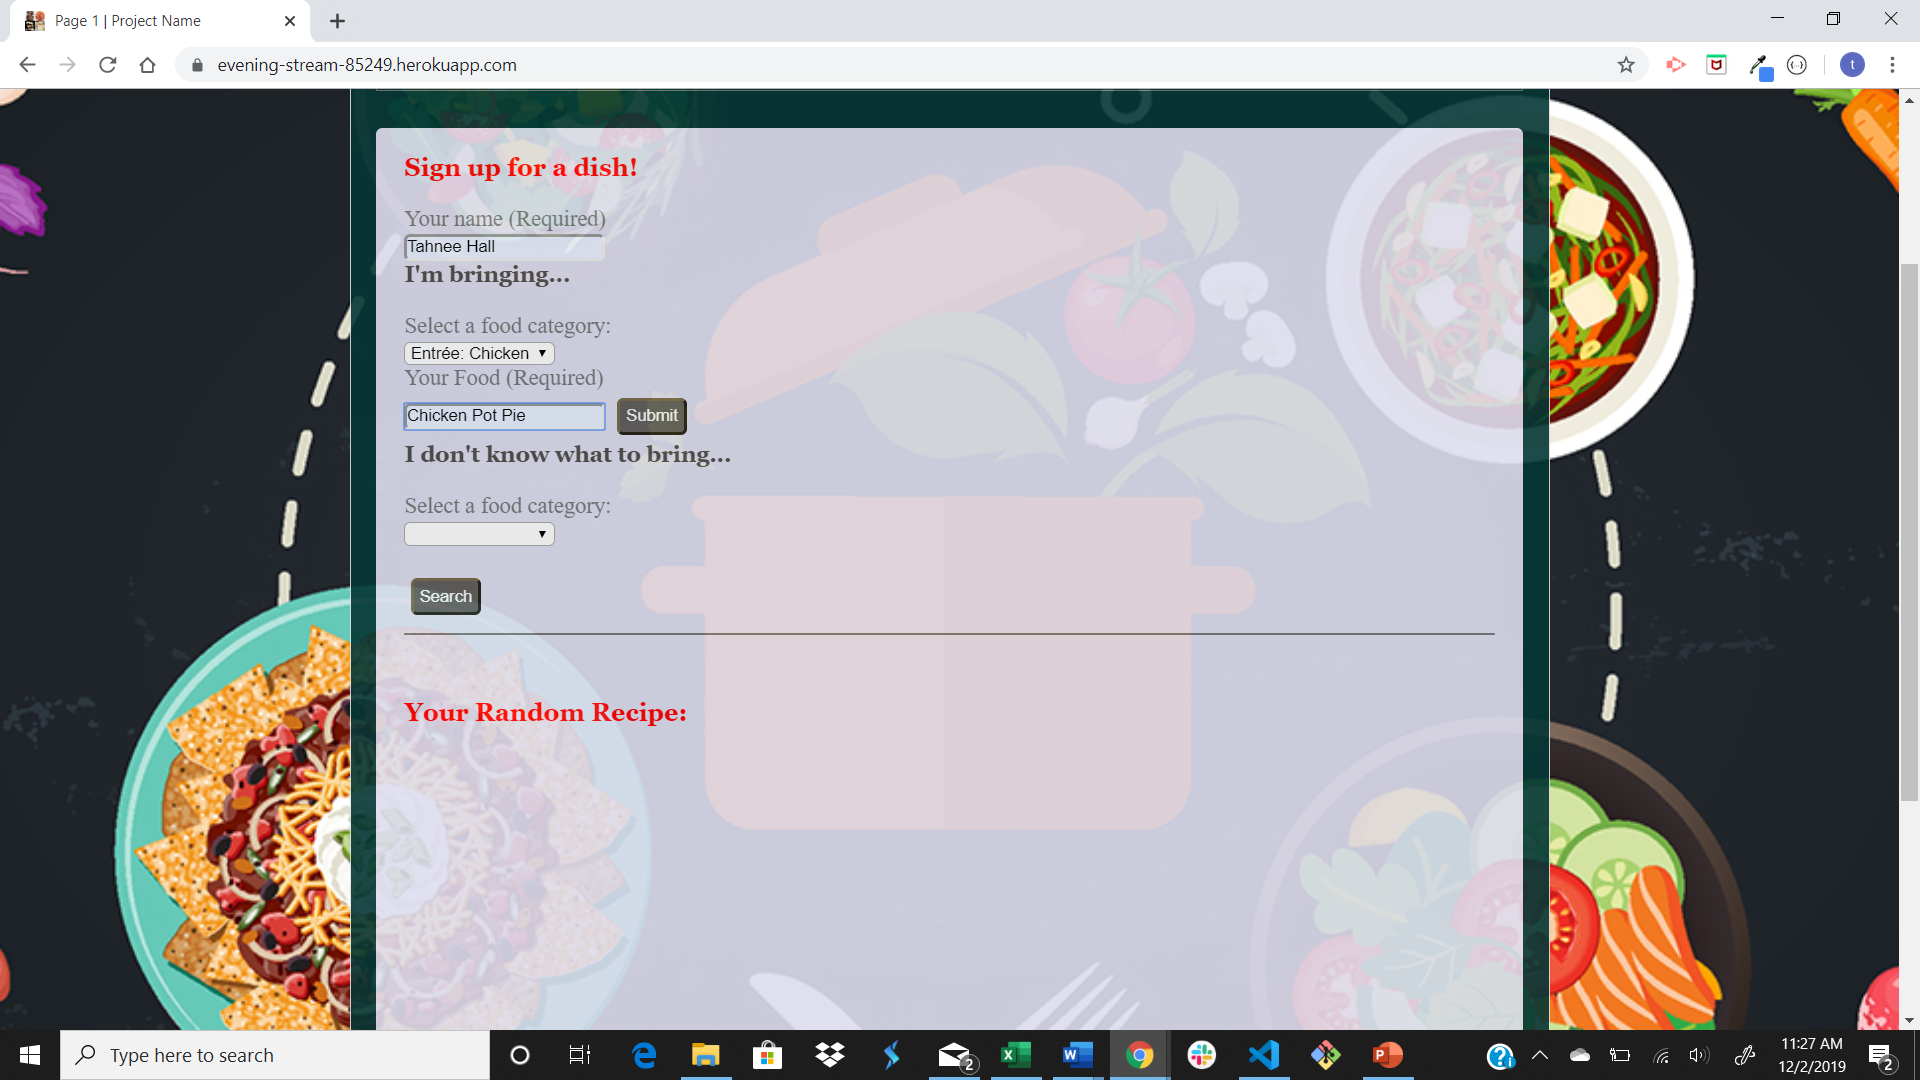 Page 1 | Project Name
evening-stream-85249.herokuapp.com
t
Sign up for a dish!
Your name (Required)
Tahnee Hall
I'm bringing...
Select a food category:
Entrée: Chicken
Your Food (Required)
Chicken Pot Pie Submit
I don't know what to bring...
Select a food category:
Search
Your Random Recipe:
Type here to search
2
11:27 AM
12/2/2019
2